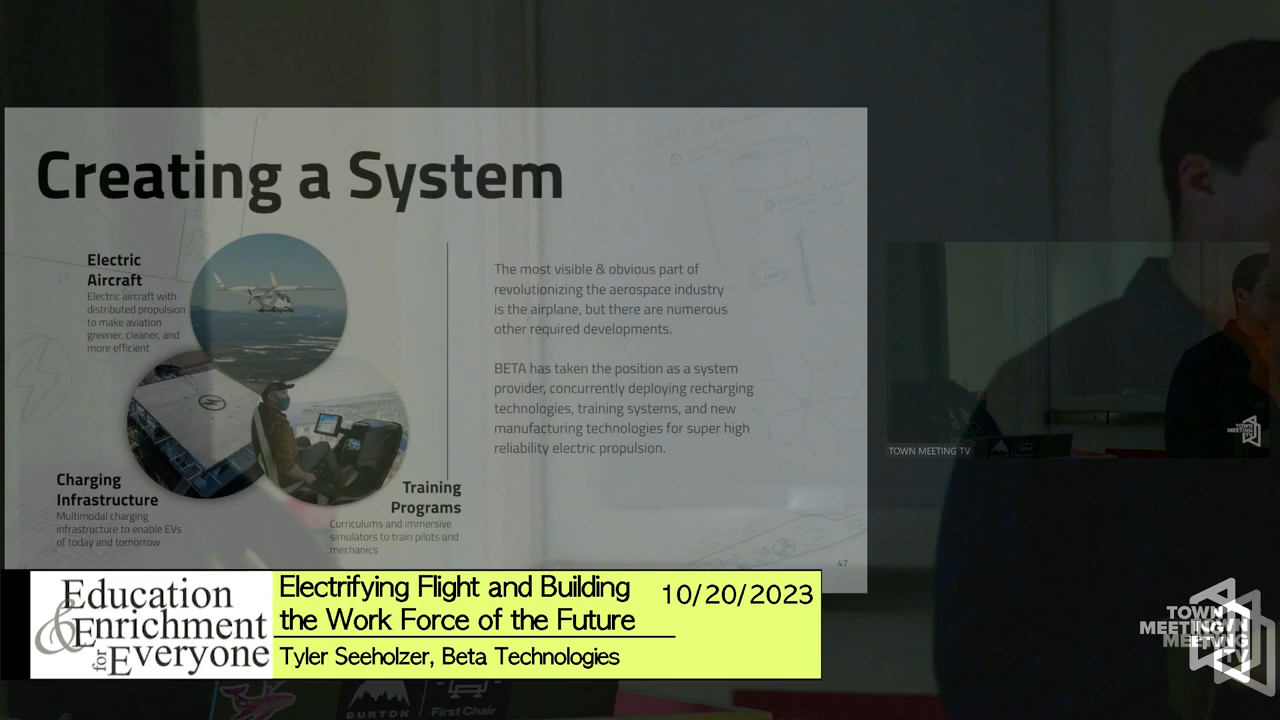 Creating a System
Electric
Aircraft
Electric aircraft with
distributed propulsion
to make aviation
greener, cleaner, and
more efficient
Charging
Infrastructure
Multimodal charging
infrastructure to enable EVs
of today and tomorrow
Training
Programs
Curriculums and immersive
simulators to train pilots and
mechanics
The most visible & obvious part of
revolutionizing the aerospace industry
is the airplane, but there are numerous
other required developments.
BETA has taken the position as a system
provider, concurrently deploying recharging
technologies, training systems, and new
manufacturing technologies for super high
reliability electric propulsion.
47
TOWN MEETING TV
TOWN
MEETING
TV
Education
& Enrichment
for Everyone
Electrifying Flight and Building
the Work Force of the Future
10/20/2023
Tyler Seeholzer, Beta Technologies
BURTON
First Chair
TOWN
MEETING
TV